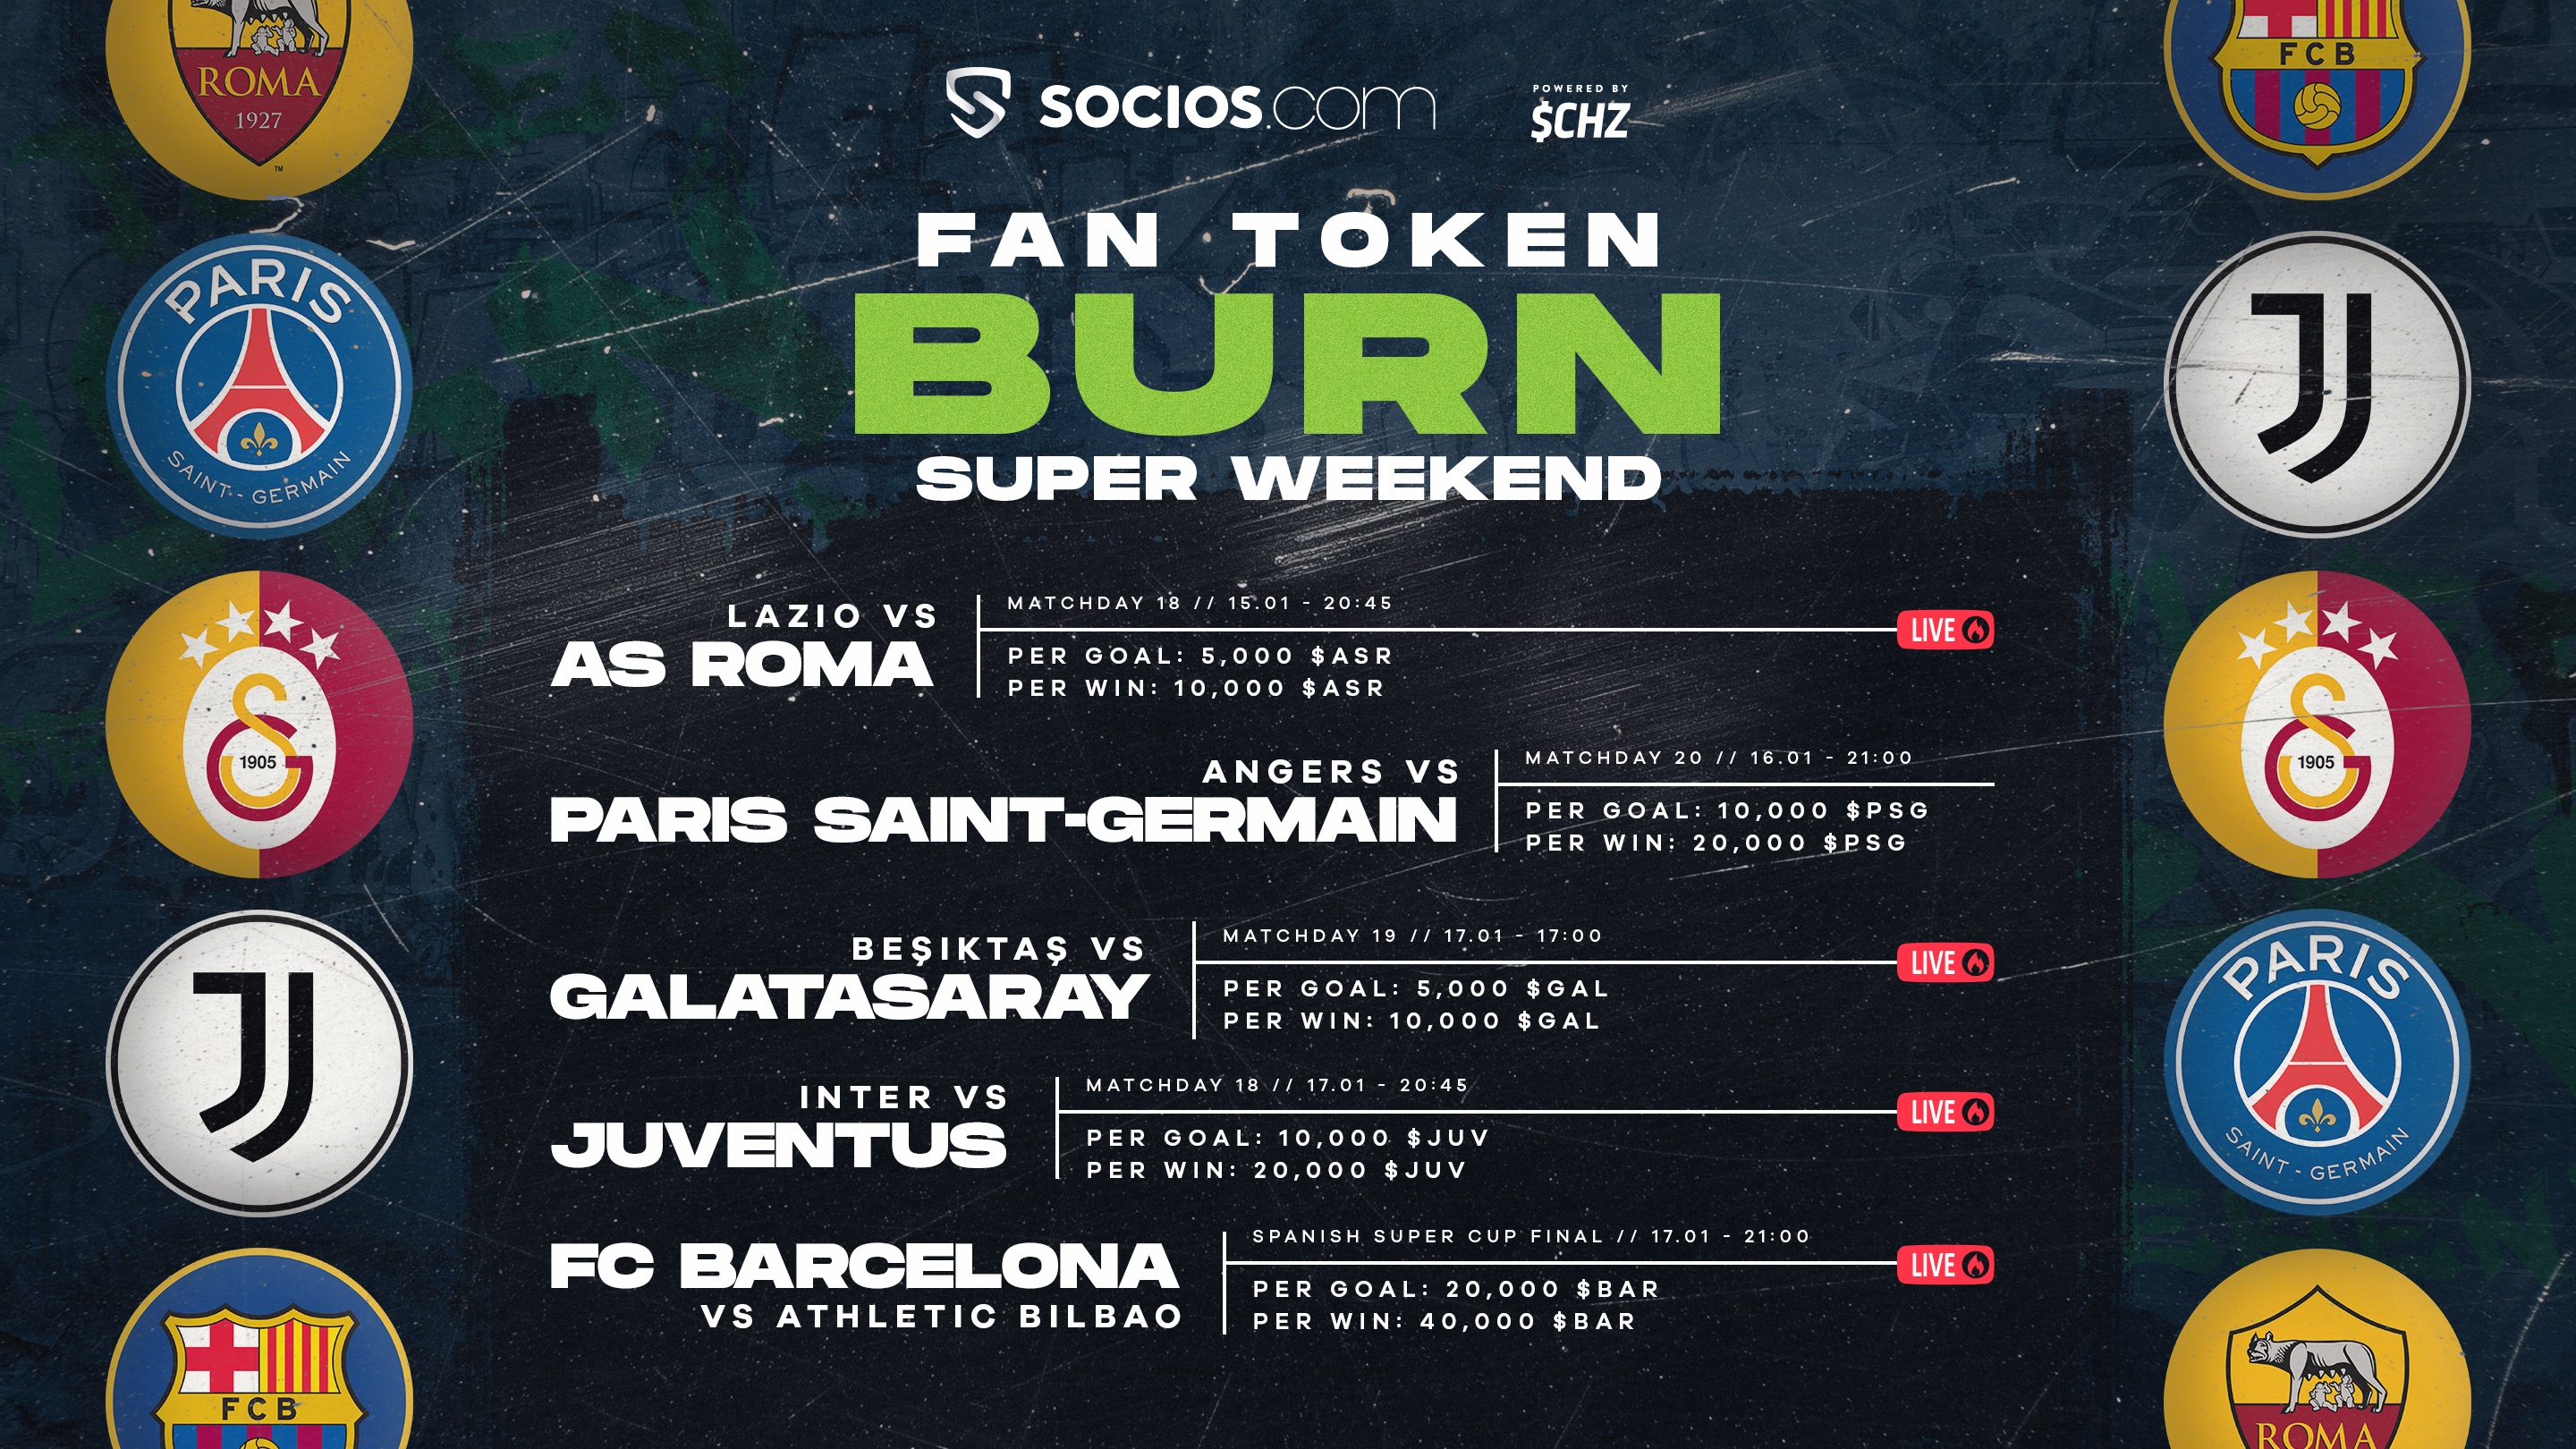 ROMA
1927
TM
FCB
SOCIOS.com
POWERED BY
$CHZ
FAN TOKEN
BURN
SUPER WEEKEND
PARIS
SAINT-GERMAIN
1905
1905
LAZIO VS
AS ROMA
MATCHDAY 18 // 15.01 - 20:45
PER GOAL: 5,000 $ASR
PER WIN: 10,000 $ASR
LIVE
ANGERS VS
PARIS SAINT-GERMAIN
MATCHDAY 20 // 16.01 - 21:00
PER GOAL: 10,000 $PSG
PER WIN: 20,000 $PSG
BEŞIKTAŞ VS
GALATASARAY
MATCHDAY 19 // 17.01 - 17:00
PER GOAL: 5,000 $GAL
PER WIN: 10,000 $GAL
LIVE
INTER VS
JUVENTUS
MATCHDAY 18 // 17.01 - 20:45
PER GOAL: 10,000 $JUV
PER WIN: 20,000 $JUV
LIVE
FC BARCELONA
VS ATHLETIC BILBAO
SPANISH SUPER CUP FINAL // 17.01 - 21:00
PER GOAL: 20,000 $BAR
PER WIN: 40,000 $BAR
LIVE
PARIS
SAINT-GERMAIN
FCB
ROMA